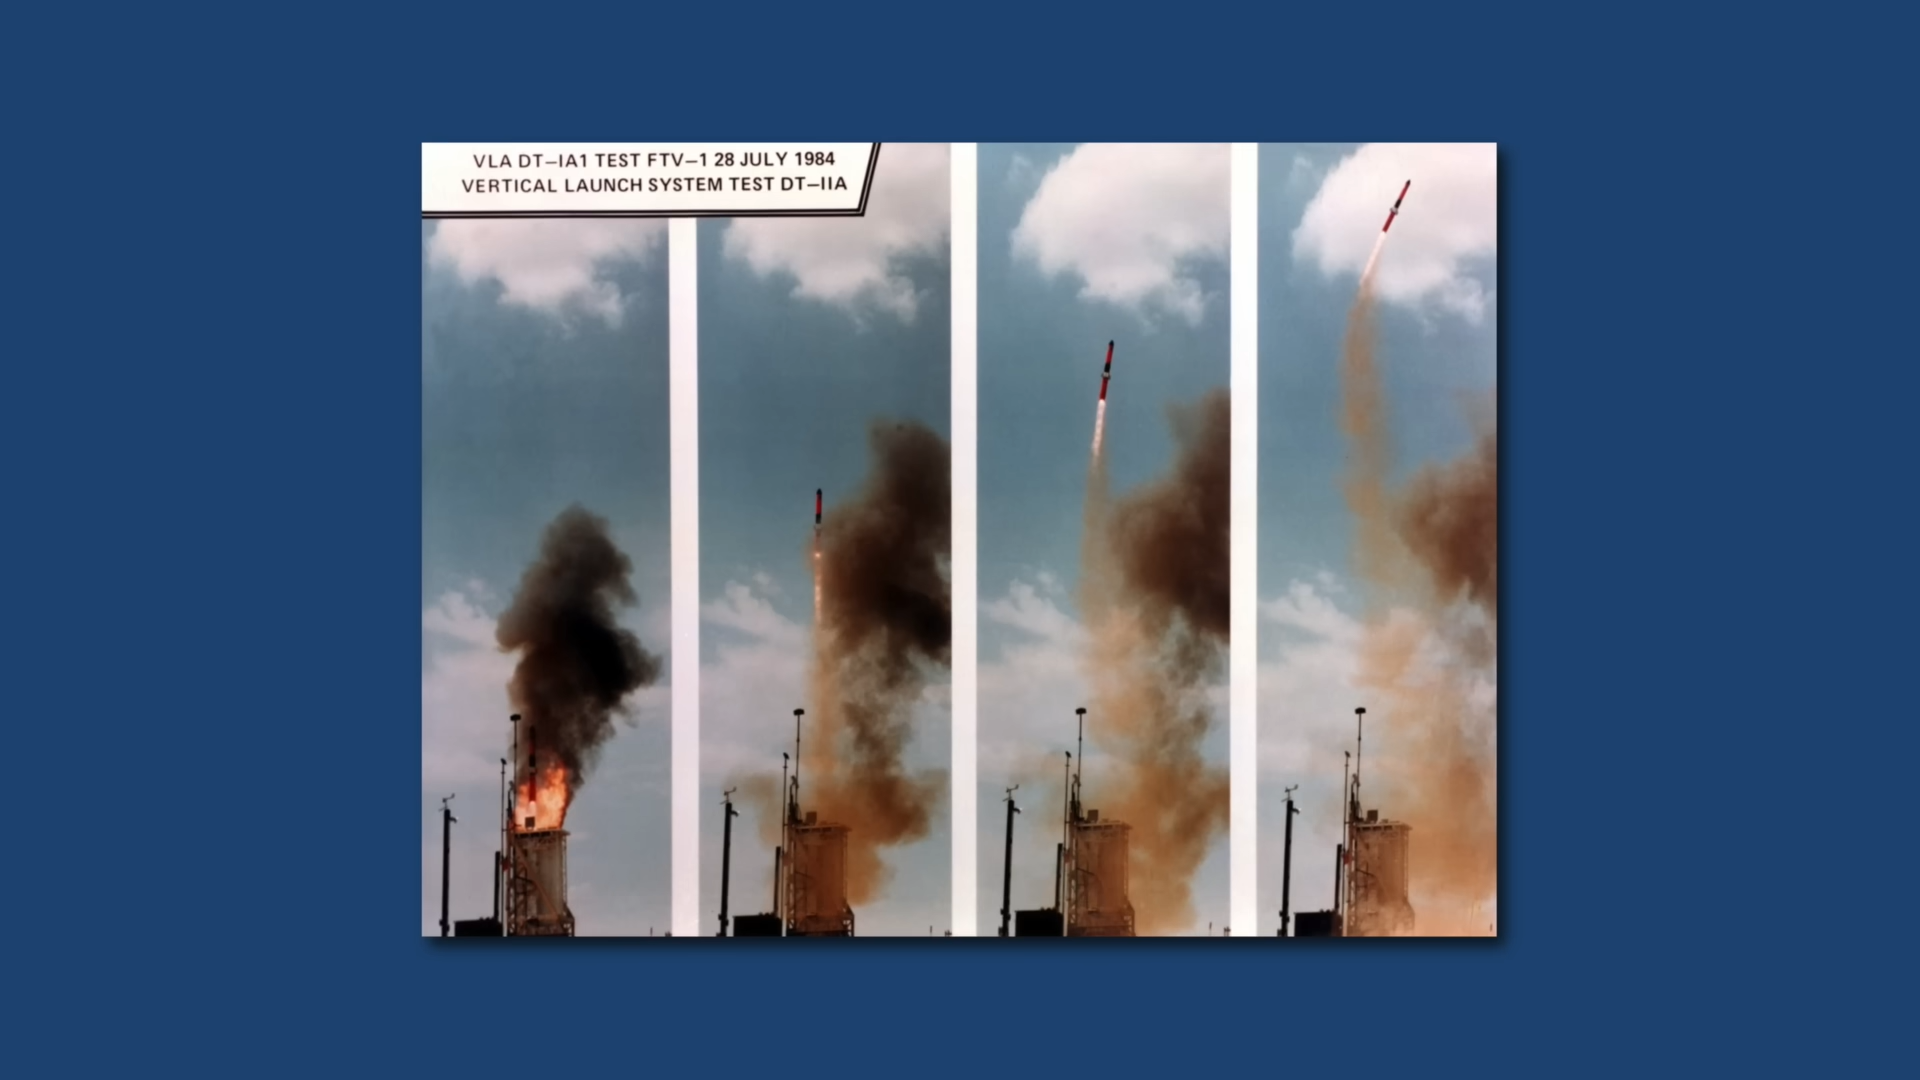 VLA DT–IA1 TEST FTV–1 28 JULY 1984
VERTICAL LAUNCH SYSTEM TEST DT–IIA